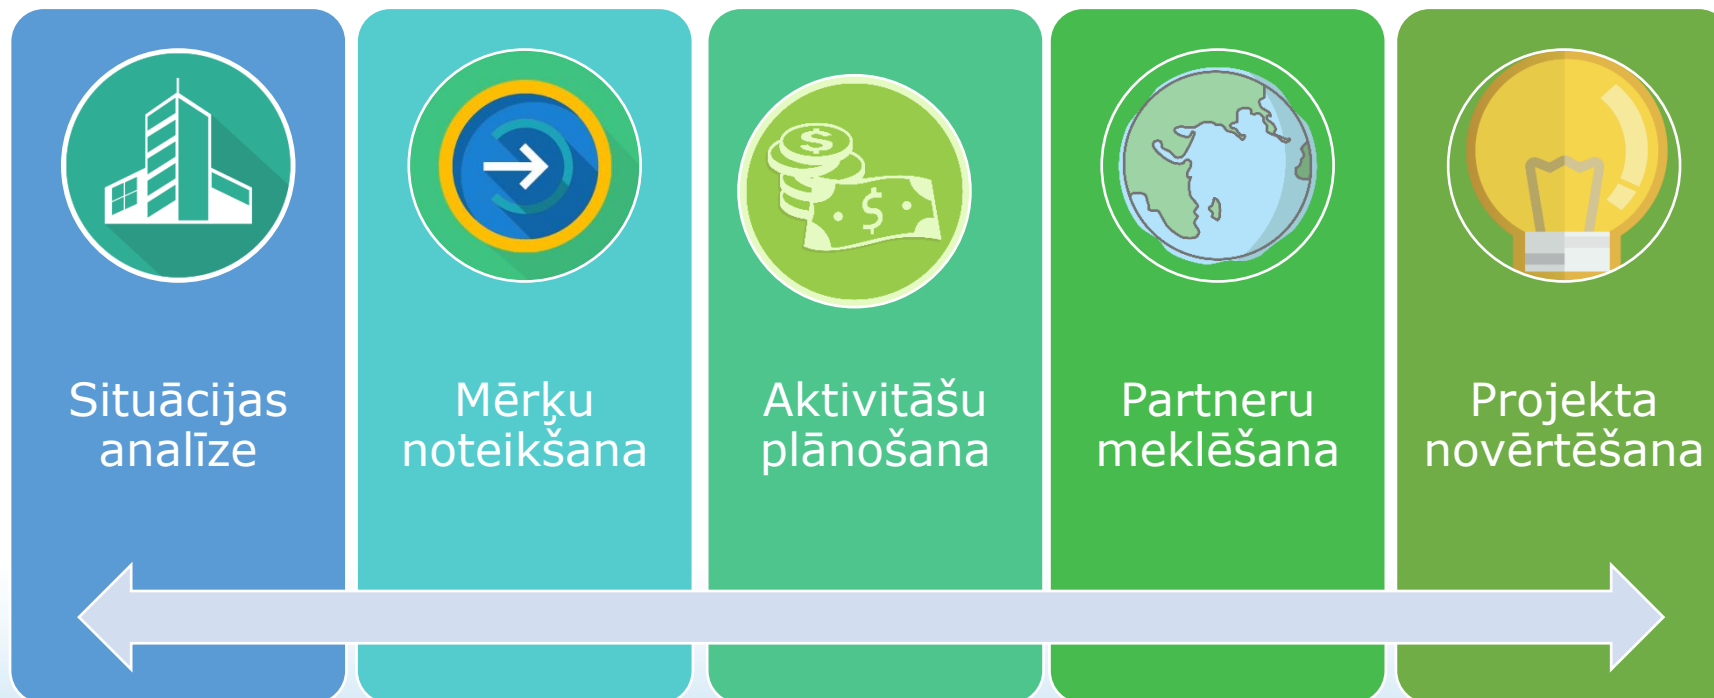 Situācijas
analīze
Mērķu
noteikšana
Aktivitāšu
plānošana
Partneru
meklēšana
Projekta
novērtēšana
$
$